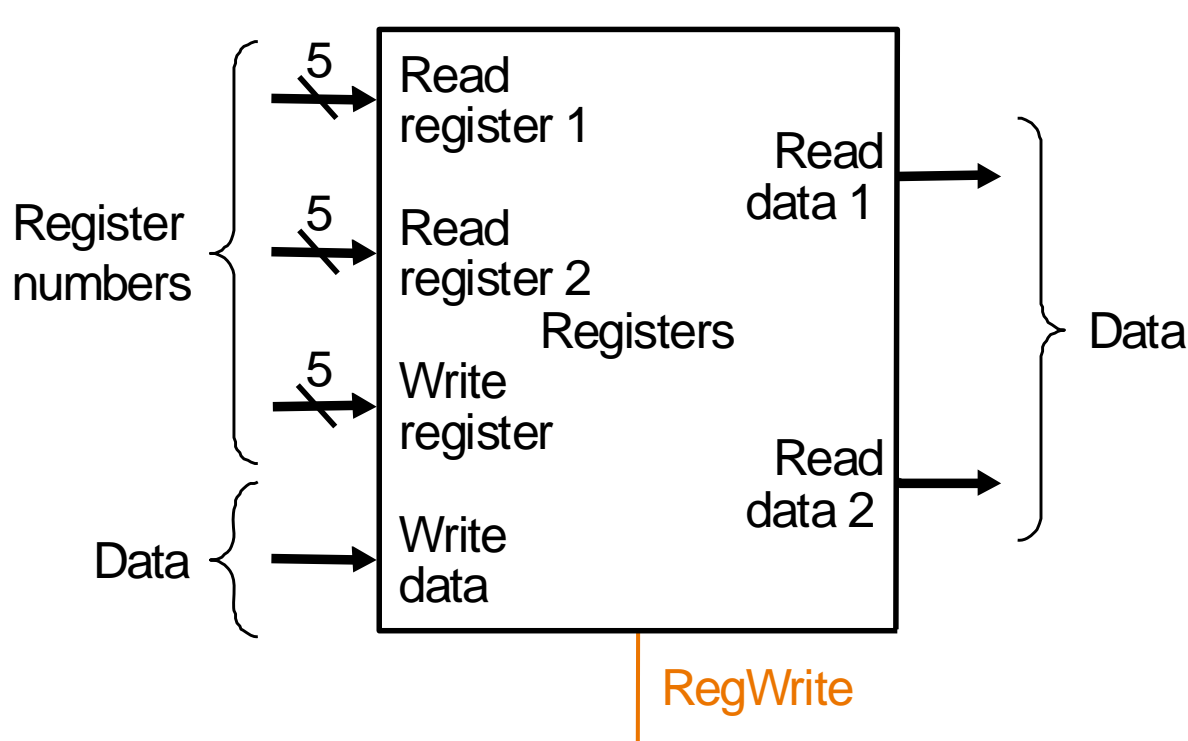 5
Read
register 1
5
Read
register 2
5
Write
register
Write
data
Register
numbers
Data
Registers
Read
data 1
Read
data 2
Data
RegWrite